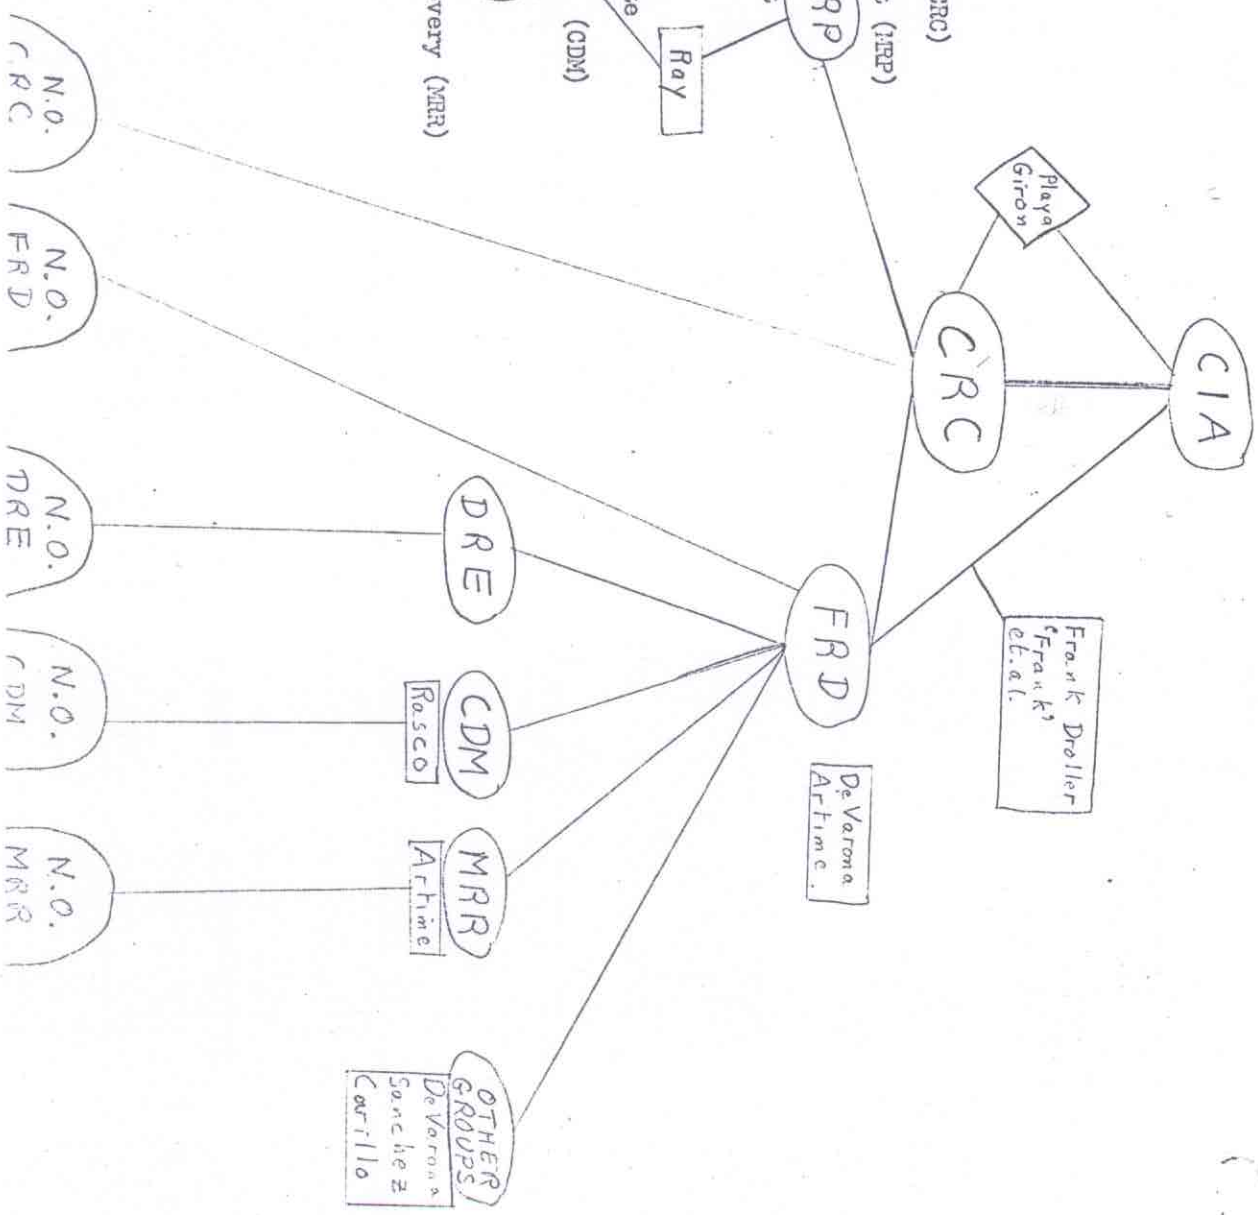 CIA
Playa
Giron
CRC
Frank Droller
"Frank"
et.al.
CRC)
(MRP)
RP
Ray
FRD
De Varona
Artime.
(CDM)
very (MRR)
DRE
CDM
Rasco
MRR
Artime
OTHER
GROUPS
De Varona
Sanchez
Carillo
N.O.
CRC
N.O.
FRD
N.O.
DRE
N.O.
CDM
N.O.
MRR